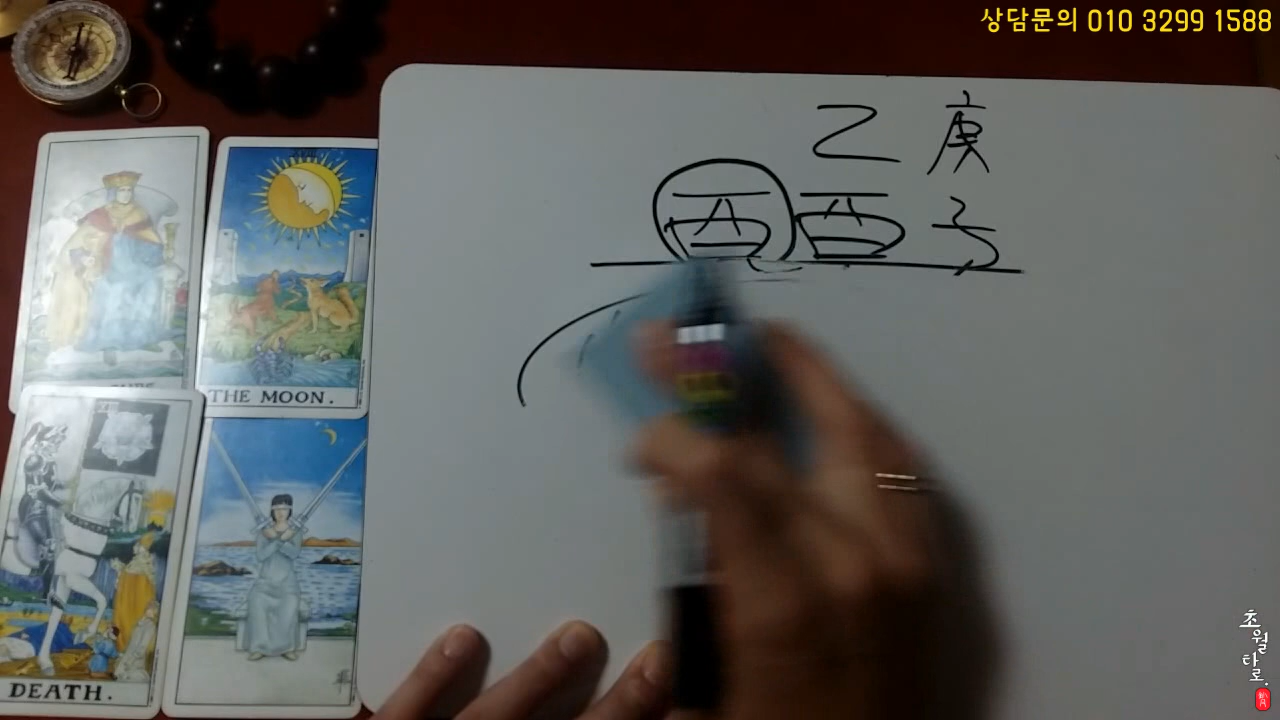 상담문의 010 3299 1588
乙 庚
酉 酉 子
THE MOON.
DEATH.
초월타로.